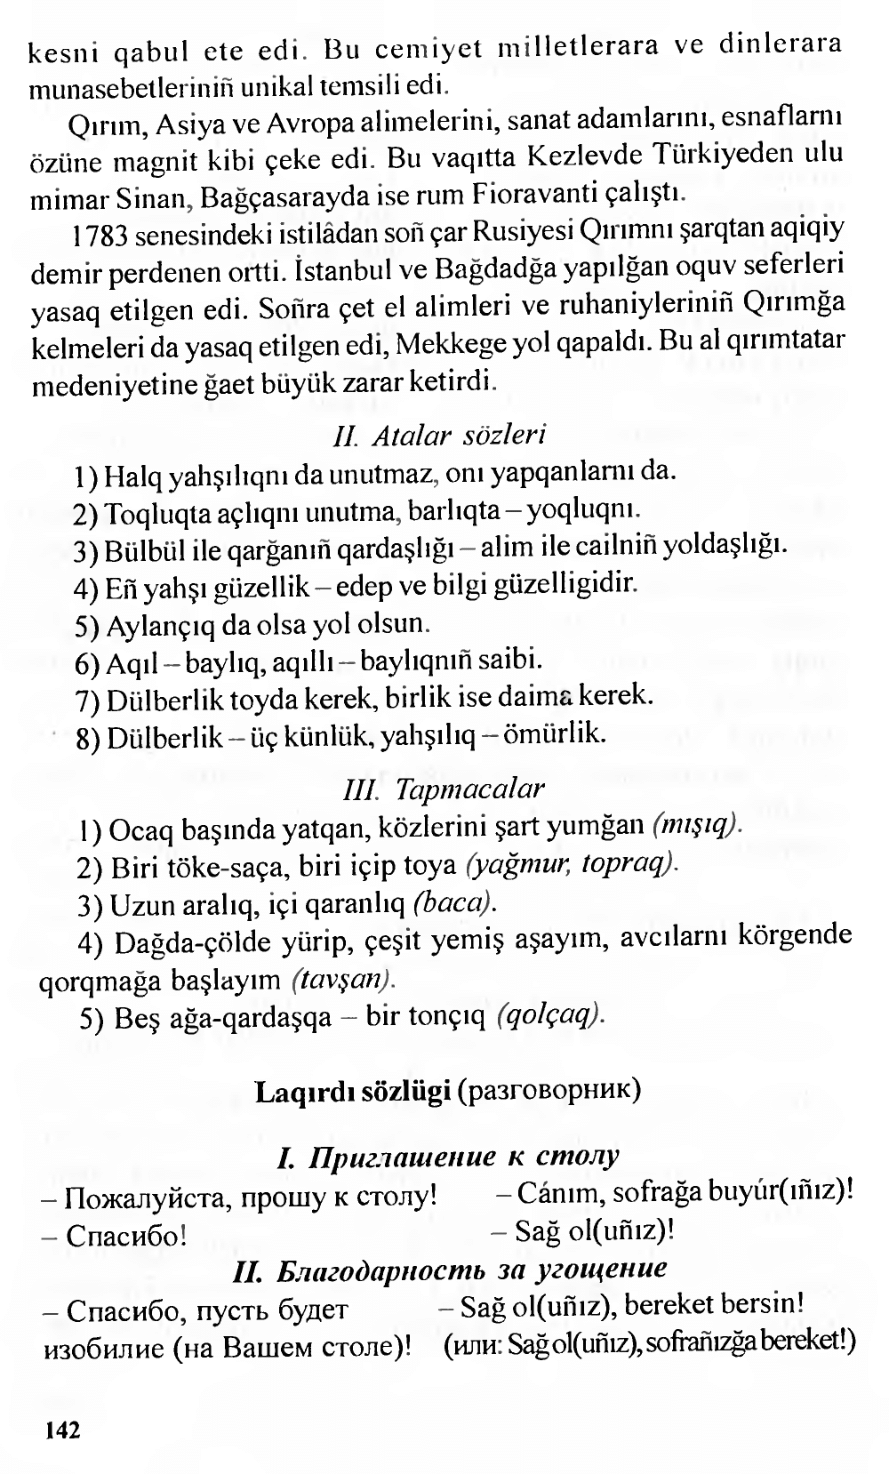 kesni qabul ete edi. Bu cemiyet milletlerara ve dinlerara
munasebetleriniñ unikal temsili edi.
Qırım, Asiya ve Avropa alimelerini, sanat adamlarını, esnaflarnı
özüne magnit kibi çeke edi. Bu vaqıtta Kezlevde Türkiyeden ulu
mimar Sinan, Bağçasarayda ise rum Fioravanti çalıştı.
1783 senesindeki istilâdan soñ çar Rusiyesi Qırımnı şarqtan aqiqiy
demir perdenen ortti. İstanbul ve Bağdadğa yapılğan oquv seferleri
yasaq etilgen edi. Soñra çet el alimleri ve ruhaniyleriniñ Qırımğa
kelmeleri da yasaq etilgen edi, Mekkege yol qapaldı. Bu al qırımtatar
medeniyetine ğaet büyük zarar ketirdi.
II. Atalar sözleri
1) Halq yahşılıqnı da unutmaz, onı yapqanlarnı da.
2) Toqluqta açlıqnı unutma, barlıqta – yoqluqnı.
3) Bülbül ile qarğanıñ qardaşlığı – alim ile cailniñ yoldaşlığı.
4) Eñ yahşı güzellik – edep ve bilgi güzelligidir.
5) Aylançıq da olsa yol olsun.
6) Aqıl – baylıq, aqıllı – baylıqnıñ saibi.
7) Dülberlik toyda kerek, birlik ise daima kerek.
8) Dülberlik – üç künlük, yahşılıq – ömürlik.
III. Tapmacalar
1) Ocaq başında yatqan, közlerini şart yumğan (mışıq).
2) Biri töke-saça, biri içip toya (yağmur, topraq).
3) Uzun aralıq, içi qaranlıq (baca).
4) Dağda-çölde yürip, çeşit yemiş aşayım, avcılarnı körgende
qorqmağa başlayım (tavşan).
5) Beş ağa-qardaşqa – bir tonçıq (qolçaq).
Laqırdı sözlügi (разговорник)
I. Приглашение к столу
– Пожалуйста, прошу к столу! – Cánım, sofrağa buyúr(ıñız)!
– Спасибо! – Sağ ol(uñız)!
II. Благодарность за угощение
– Спасибо, пусть будет – Sağ ol(uñız), bereket bersin!
изобилие (на Вашем столе)! (или: Sağ ol(uñız), sofrañızğa bereket!)
142